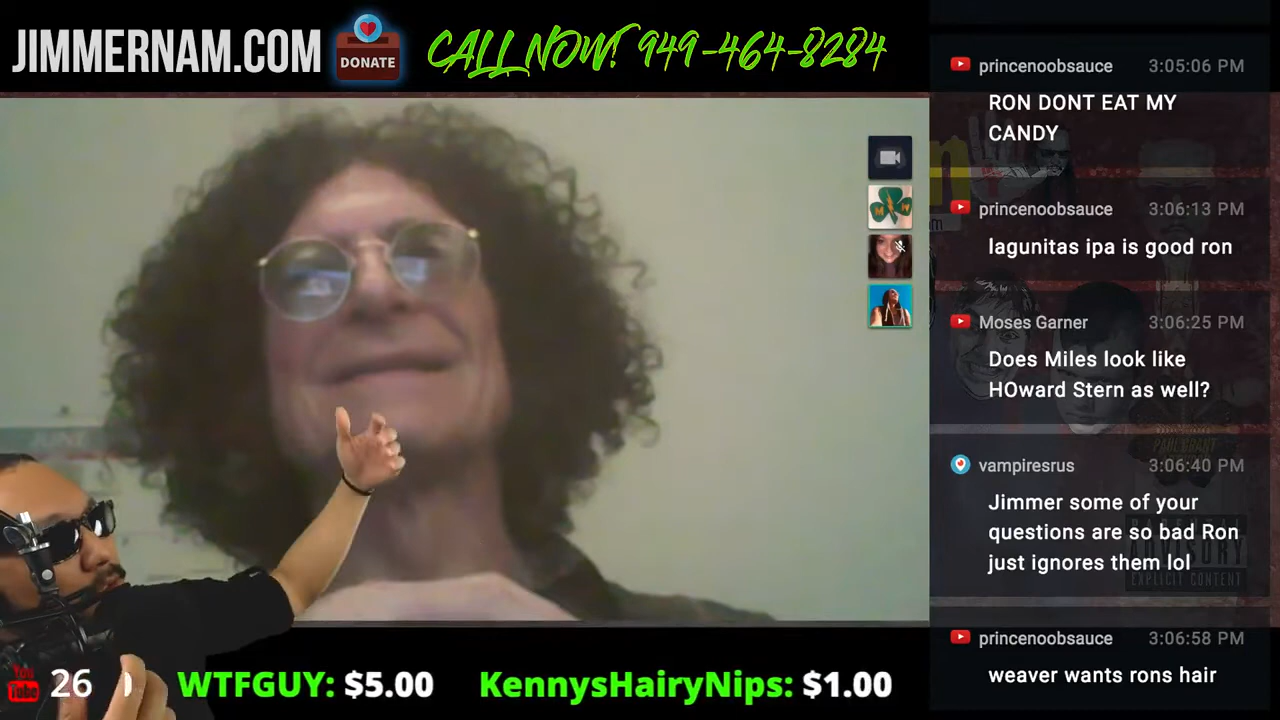 JIMMERNAM.COM
DONATE
CALL NOW! 949-464-8284
princenoobsauce 3:05:06 PM
RON DONT EAT MY
CANDY
princenoobsauce 3:06:13 PM
lagunitas ipa is good ron
Moses Garner 3:06:25 PM
Does Miles look like
HOward Stern as well?
vampiresrus 3:06:40 PM
Jimmer some of your
questions are so bad Ron
just ignores them lol
EXPLICIT CONTENT
princenoobsauce 3:06:58 PM
weaver wants rons hair
You
Tube
26
WTFGUY: $5.00
KennysHairyNips: $1.00